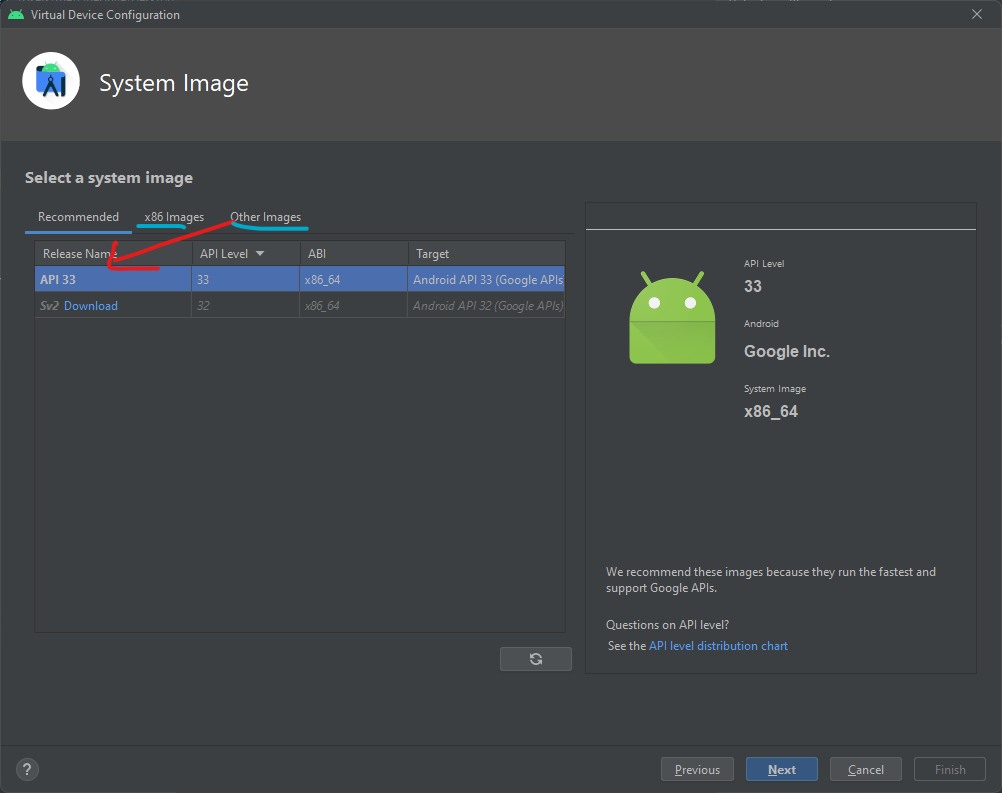 Virtual Device Configuration
System Image
Select a system image
Recommended x86 Images Other Images
Release Name API Level ABI Target
API 33 33 x86_64 Android API 33 (Google APIs
Sv2 Download 32 x86_64 Android API 32 (Google APIs)
API Level
33
Android
Google Inc.
System Image
x86_64
We recommend these images because they run the fastest and
support Google APIs.
Questions on API level?
See the API level distribution chart
? Previous Next Cancel Finish